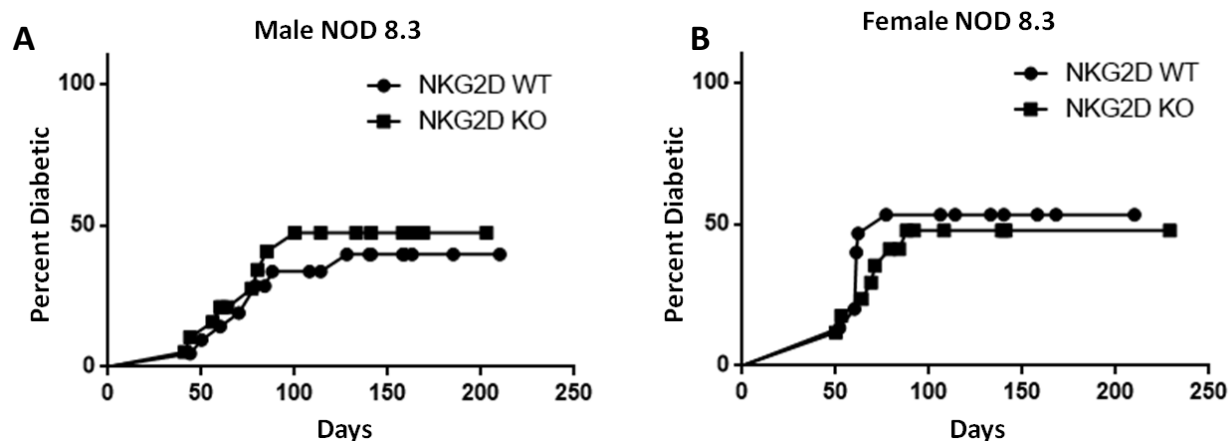 A
Male NOD 8.3
NKG2D WT
NKG2D KO
Percent Diabetic
100
50
0
0 50 100 150 200 250
Days
B
Female NOD 8.3
NKG2D WT
NKG2D KO
Percent Diabetic
100
50
0
0 50 100 150 200 250
Days